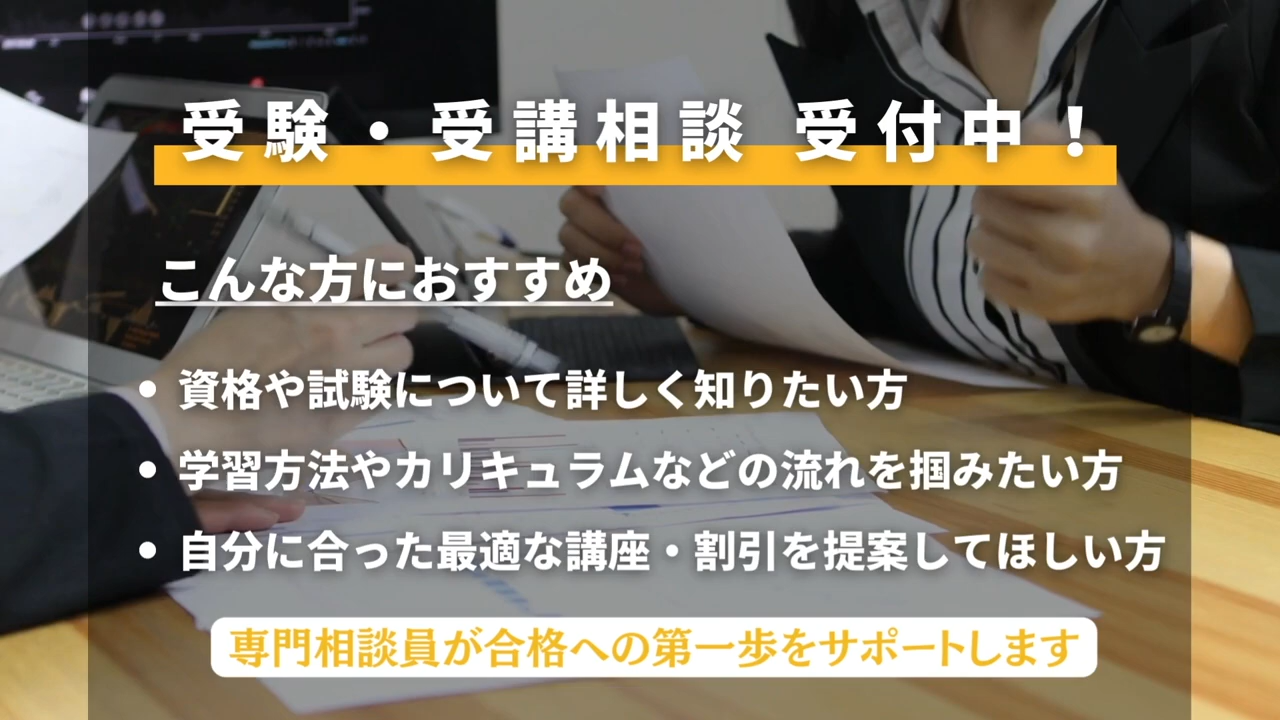 受験・受講相談 受付中！
こんな方におすすめ
• 資格や試験について詳しく知りたい方
• 学習方法やカリキュラムなどの流れを掴みたい方
• 自分に合った最適な講座・割引を提案してほしい方
専門相談員が合格への第一歩をサポートします